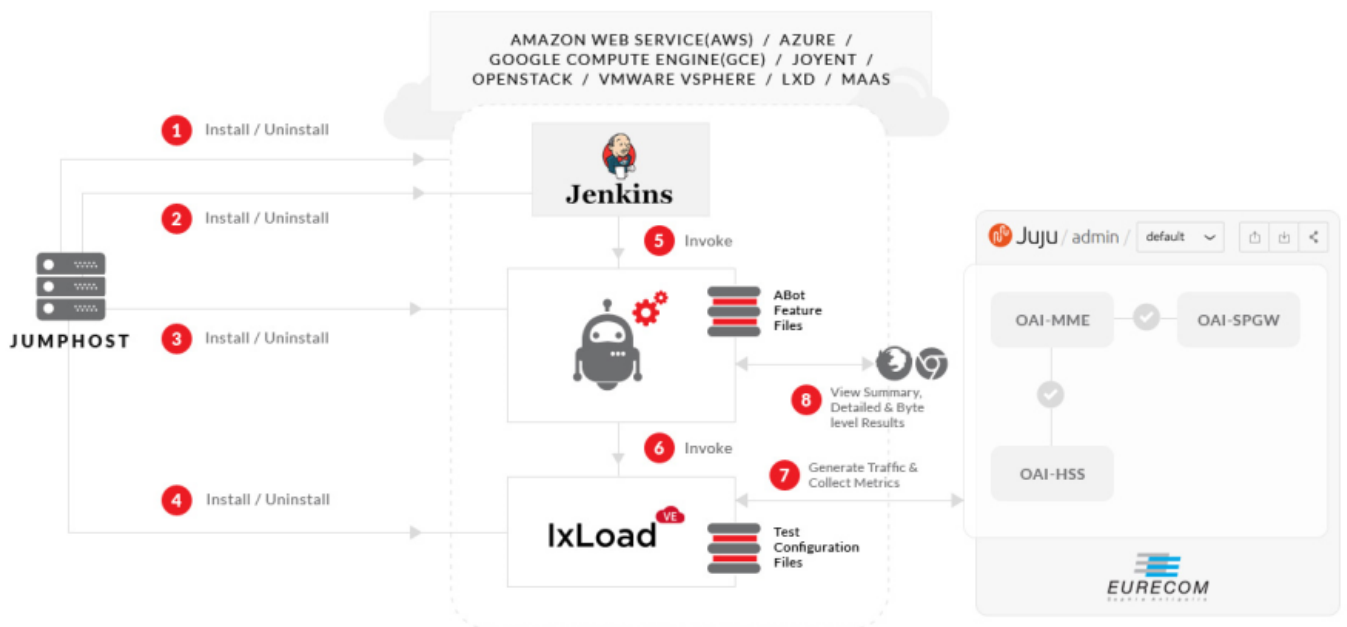 AMAZON WEB SERVICE(AWS) / AZURE /
GOOGLE COMPUTE ENGINE(GCE) / JOYENT /
OPENSTACK / VMWARE VSPHERE / LXD / MAAS
1 Install / Uninstall
Jenkins
2 Install / Uninstall
5 Invoke
Juju / admin / default
JUMPHOST
3 Install / Uninstall
ABot
Feature
Files
OAI-MME
OAI-SPGW
8 View Summary,
Detailed & Byte
level Results
6 Invoke
7 Generate Traffic &
Collect Metrics
OAI-HSS
4 Install / Uninstall
IxLoad VE
Test
Configuration
Files
EURECOM
Sophia Antipolis